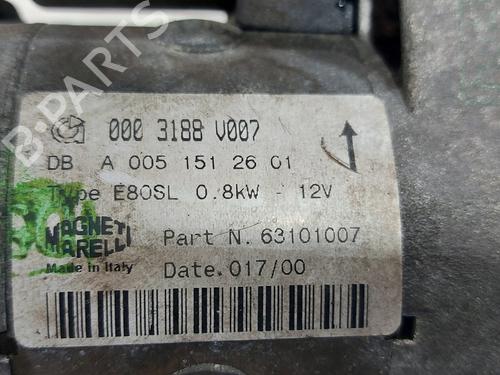 B-PARTS
000 3188 V007
DB A 005 151 26 01
Type E80SL 0.8kW - 12V
MAGNETI MARELLI
Made in Italy
Part N. 63101007
Date. 017/00